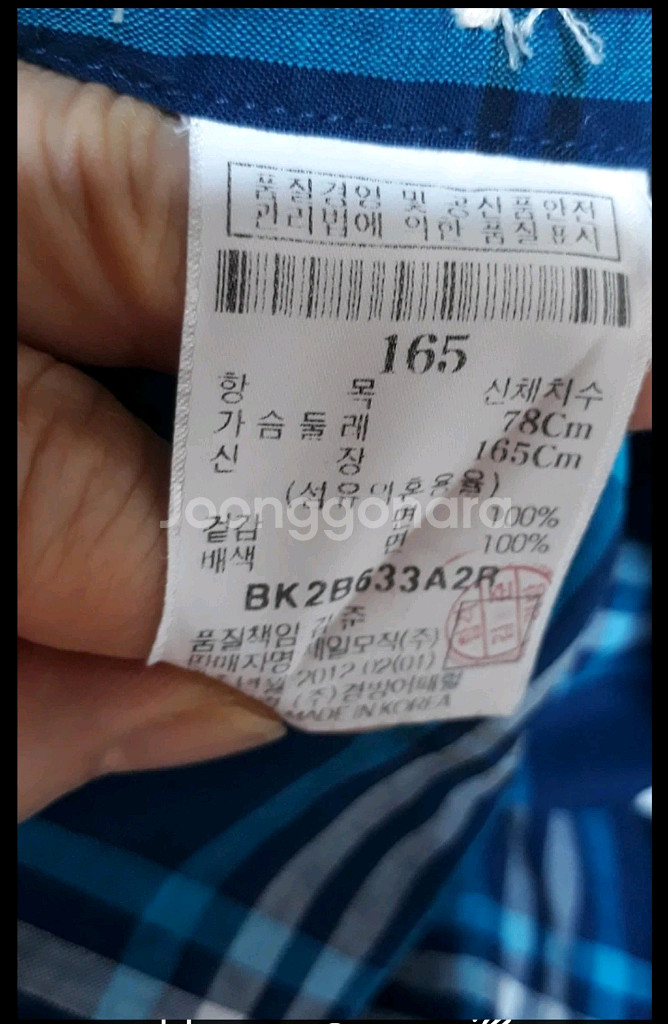 품질경영 및 공산품안전
관리법에 의한 품질표시
165
항 목 신체치수
가슴둘레 78Cm
신 장 165Cm
(섬유의혼용율)
겉감 면 100%
배색 면 100%
BK2B633A2R
Joonggonara
품질책임
판매자명 제일모직(주)
2012.02(01)
(주)경방어패럴
MADE IN KOREA